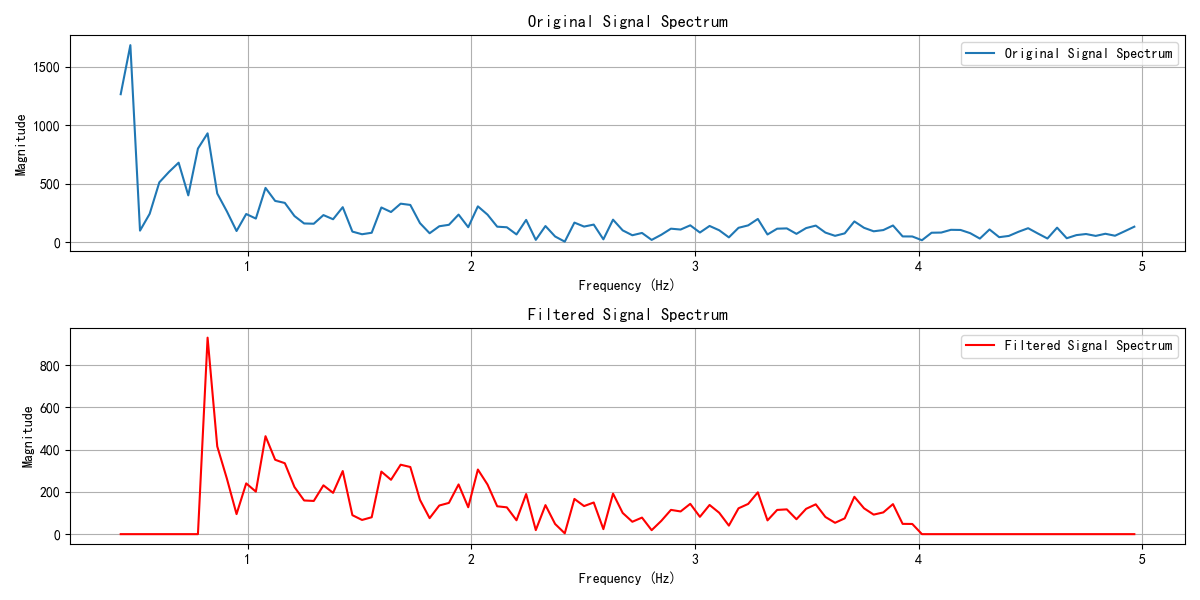 Original Signal Spectrum
Original Signal Spectrum
Magnitude
1500
1000
500
0
1 2 3 4 5
Frequency (Hz)
Filtered Signal Spectrum
Filtered Signal Spectrum
Magnitude
800
600
400
200
0
1 2 3 4 5
Frequency (Hz)